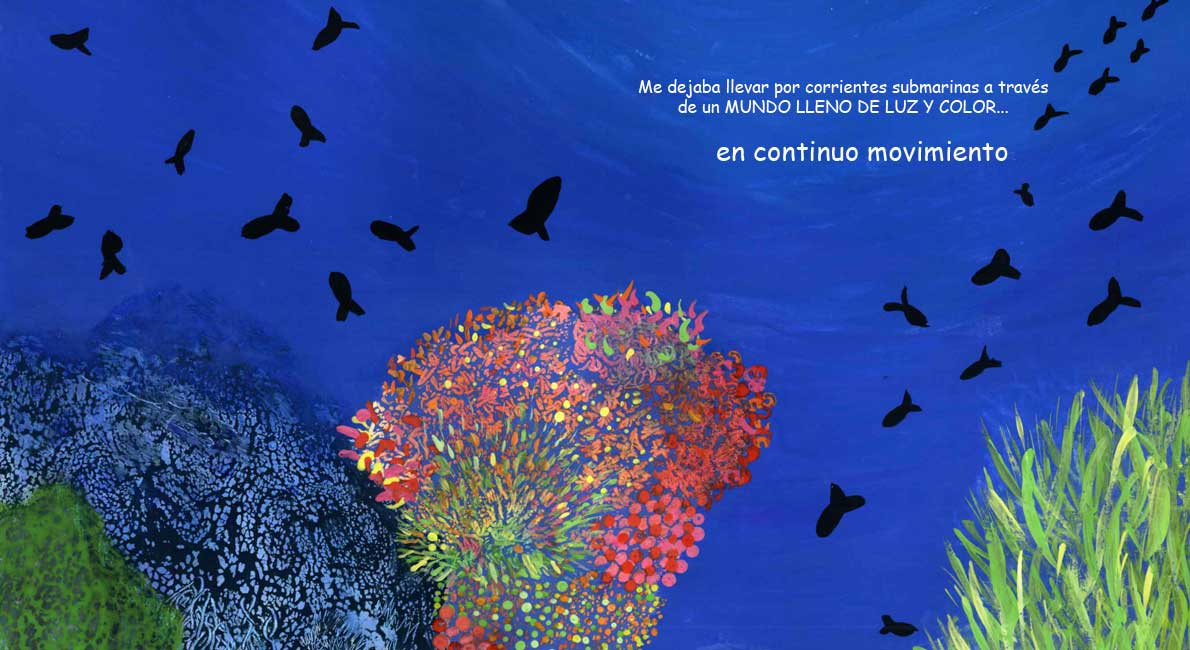 Me dejaba llevar por corrientes submarinas a través
de un MUNDO LLENO DE LUZ Y COLOR...
en continuo movimiento